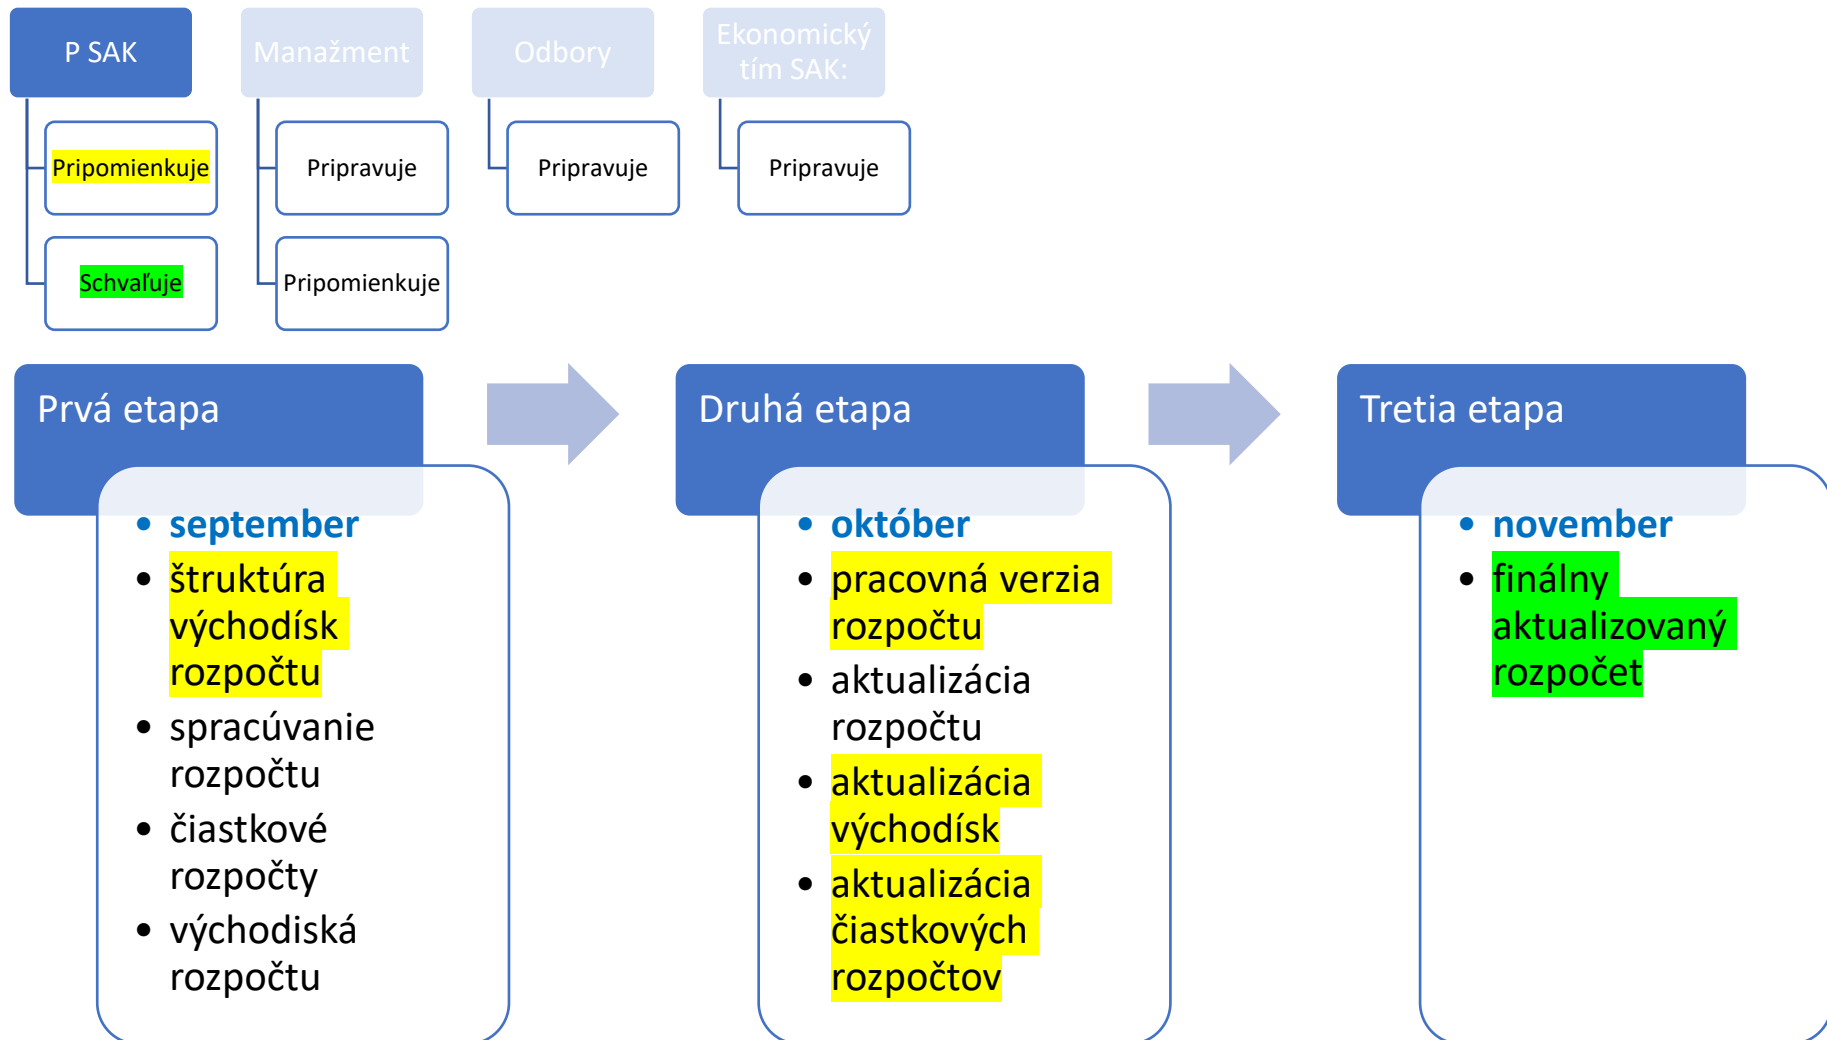 P SAK
Manažment
Odbory
Ekonomický
tím SAK:
Pripomienkuje
Pripravuje
Pripravuje
Pripravuje
Schvaľuje
Pripomienkuje
Prvá etapa
• september
• štruktúra
východísk
rozpočtu
• spracúvanie
rozpočtu
• čiastkové
rozpočty
• východiská
rozpočtu
Druhá etapa
• október
• pracovná verzia
rozpočtu
• aktualizácia
rozpočtu
• aktualizácia
východísk
• aktualizácia
čiastkových
rozpočtov
Tretia etapa
• november
• finálny
aktualizovaný
rozpočet